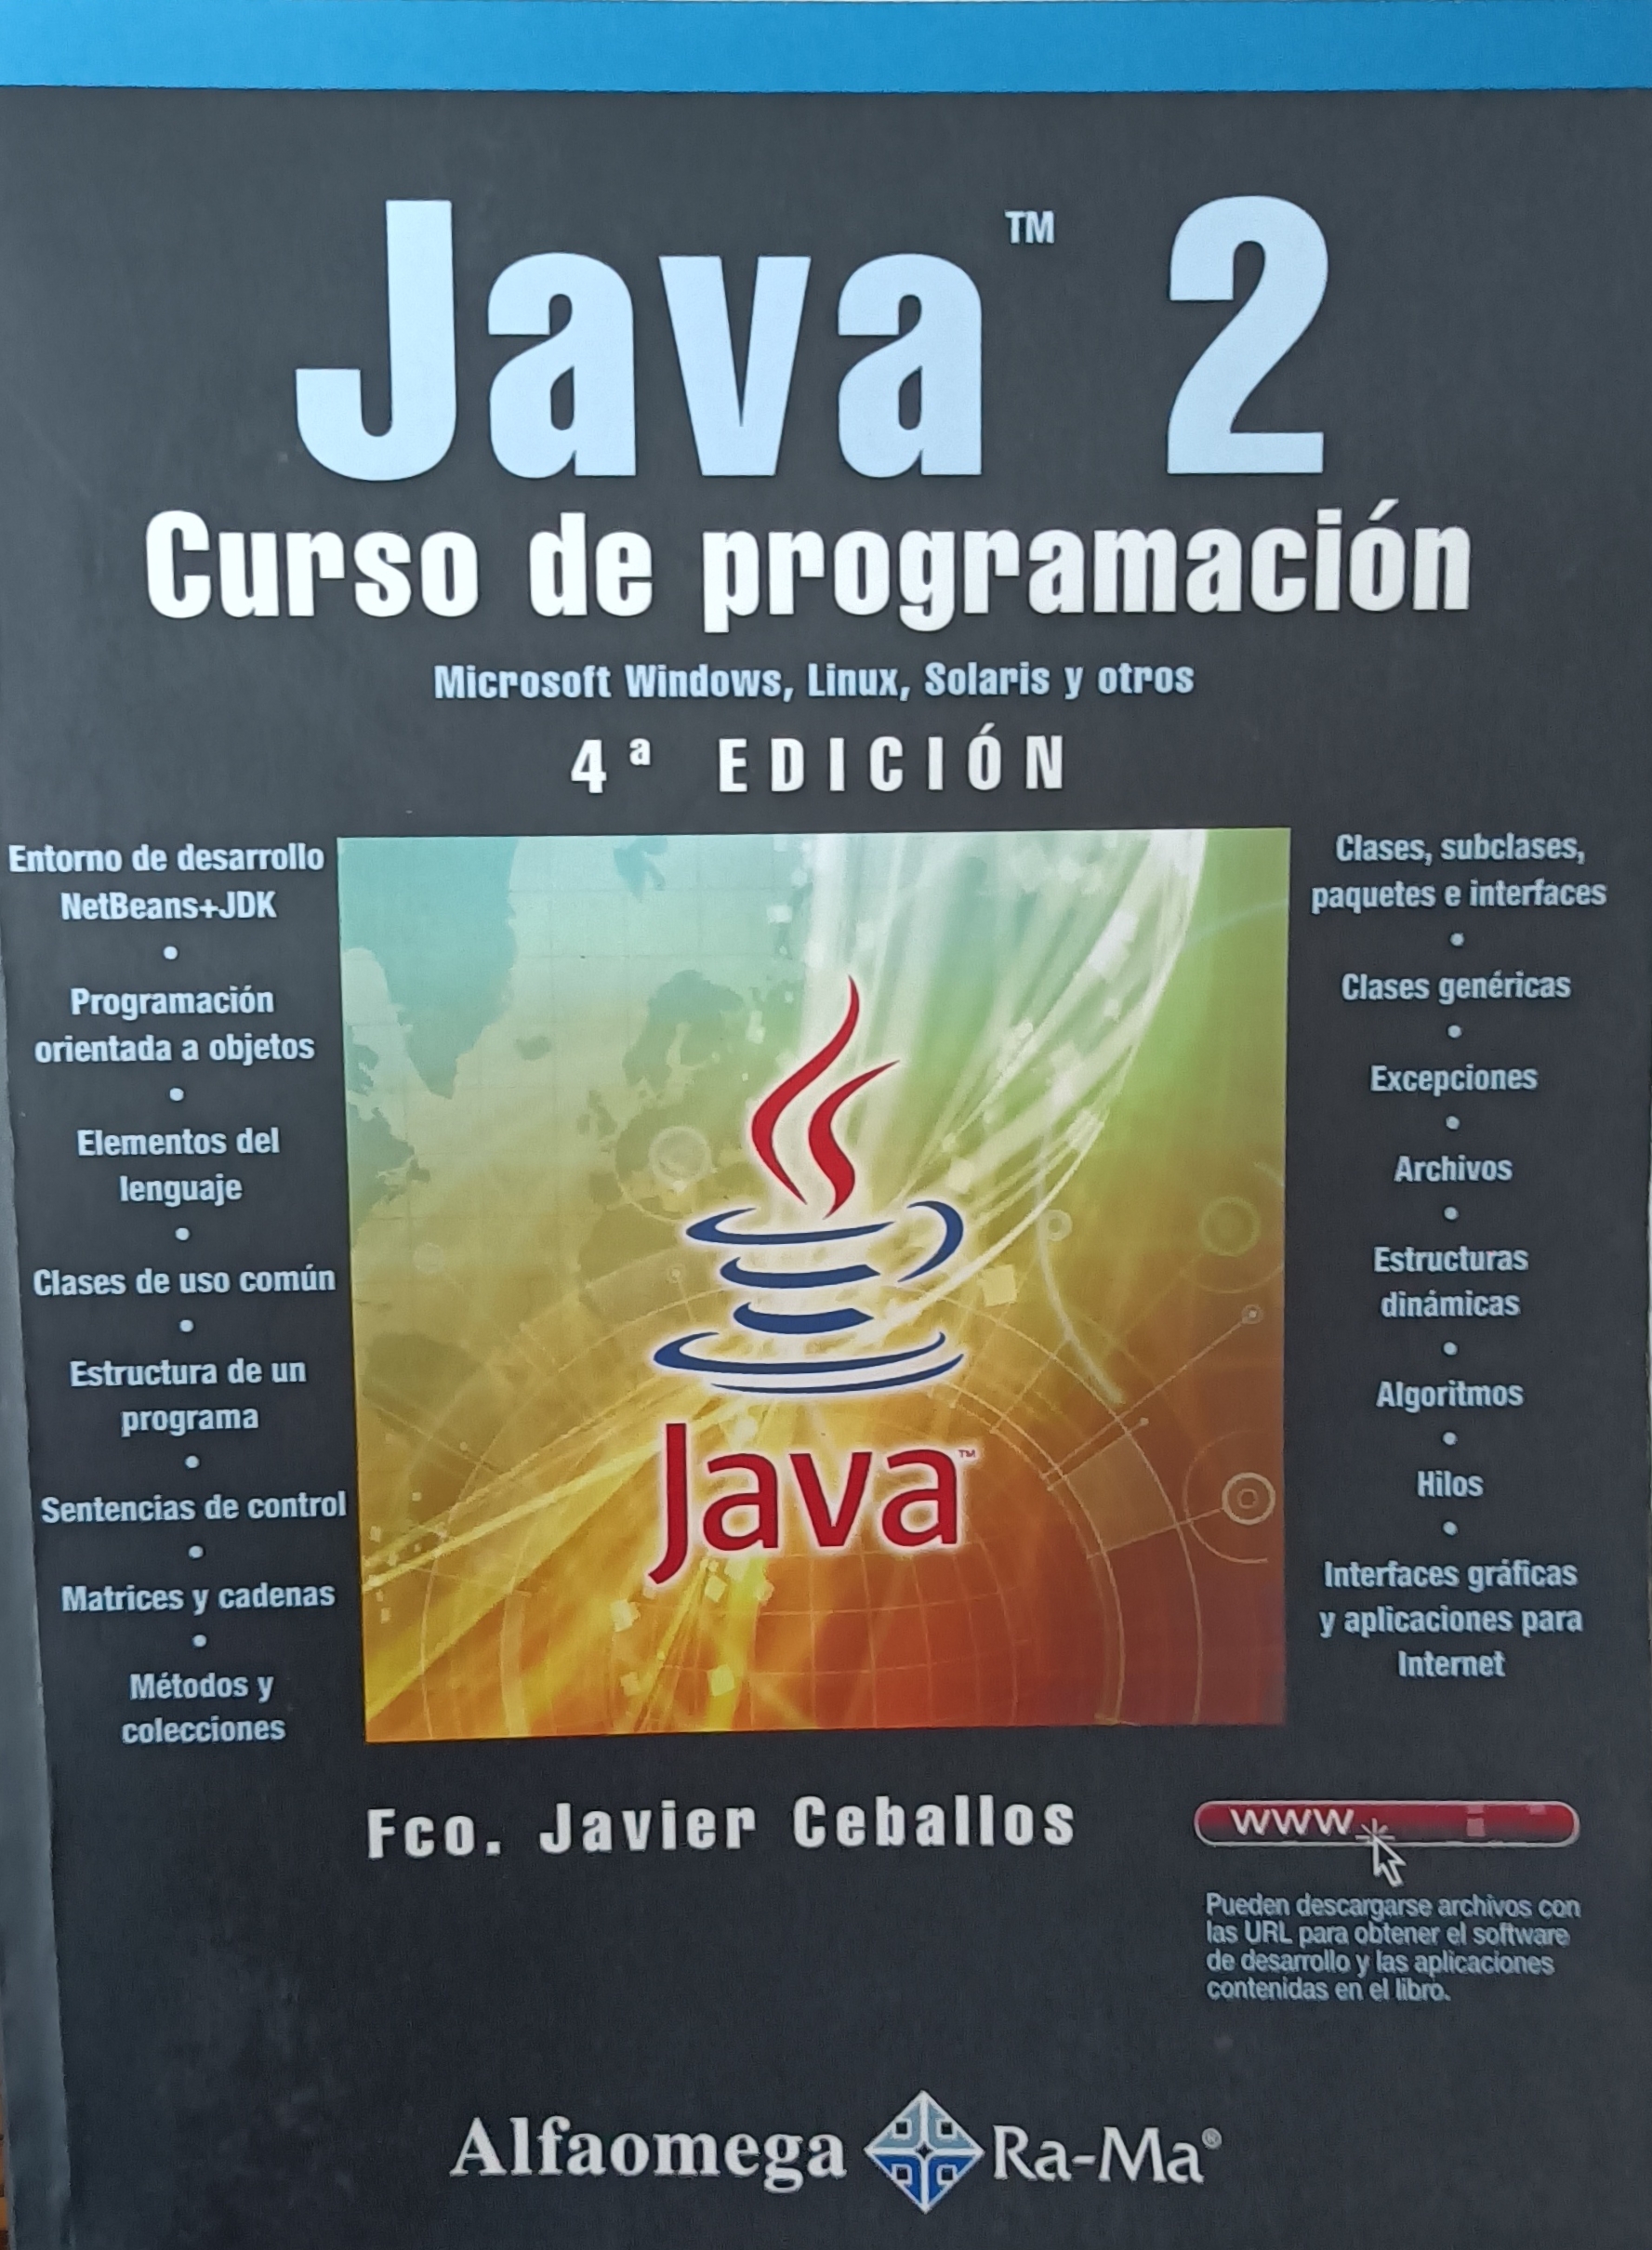 Java™ 2
Curso de programación
Microsoft Windows, Linux, Solaris y otros
4ª EDICIÓN
Entorno de desarrollo
NetBeans+JDK
•
Programación
orientada a objetos
•
Elementos del
lenguaje
•
Clases de uso común
•
Estructura de un
programa
•
Sentencias de control
•
Matrices y cadenas
•
Métodos y
colecciones
Java™
Clases, subclases,
paquetes e interfaces
•
Clases genéricas
•
Excepciones
•
Archivos
•
Estructuras
dinámicas
•
Algoritmos
•
Hilos
•
Interfaces gráficas
y aplicaciones para
Internet
Fco. Javier Ceballos
www.
Pueden descargarse archivos con
las URL para obtener el software
de desarrollo y las aplicaciones
contenidas en el libro.
Alfaomega Ra-Ma®